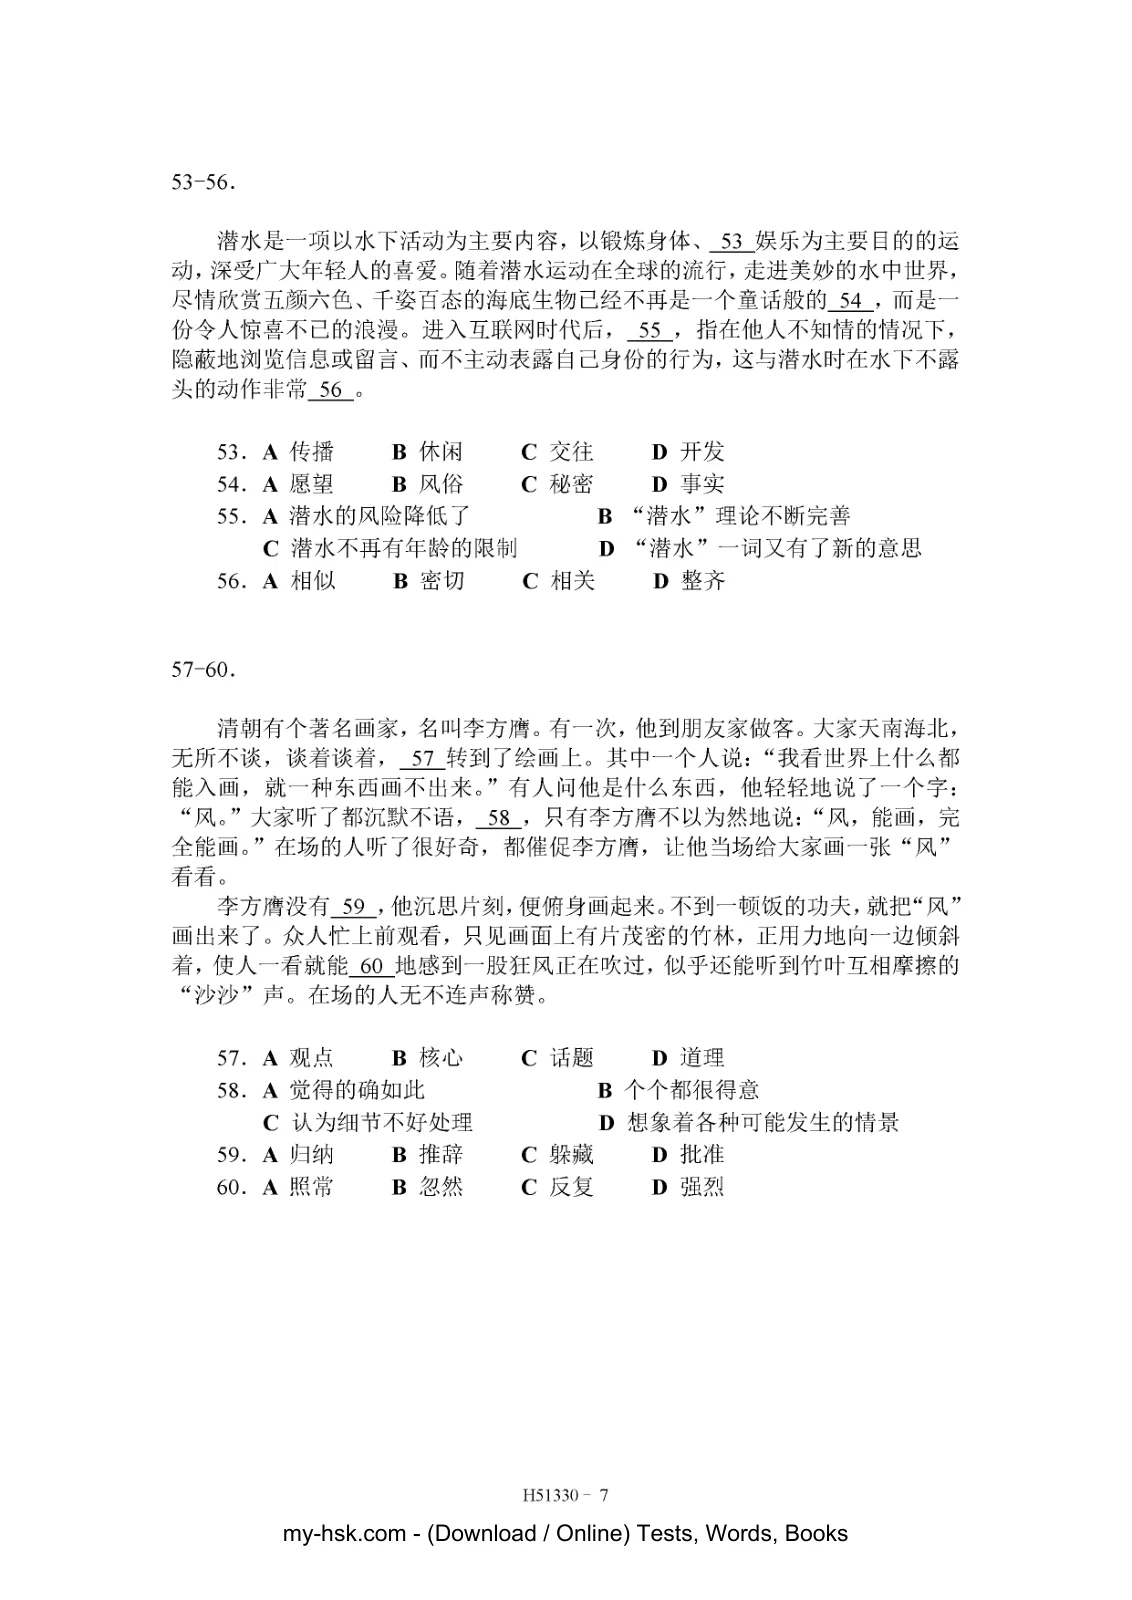 53-56.
潜水是一项以水下活动为主要内容，以锻炼身体、 53 娱乐为主要目的的运
动，深受广大年轻人的喜爱。随着潜水运动在全球的流行，走进美妙的水中世界，
尽情欣赏五颜六色、千姿百态的海底生物已经不再是一个童话般的 54 ，而是一
份令人惊喜不已的浪漫。进入互联网时代后， 55 ，指在他人不知情的情况下，
隐蔽地浏览信息或留言、而不主动表露自己身份的行为，这与潜水时在水下不露
头的动作非常 56 。
53. A 传播 B 休闲 C 交往 D 开发
54. A 愿望 B 风俗 C 秘密 D 事实
55. A 潜水的风险降低了 B “潜水”理论不断完善
C 潜水不再有年龄的限制 D “潜水”一词又有了新的意思
56. A 相似 B 密切 C 相关 D 整齐
57-60.
清朝有个著名画家，名叫李方膺。有一次，他到朋友家做客。大家天南海北，
无所不谈，谈着谈着， 57 转到了绘画上。其中一个人说：“我看世界上什么都
能入画，就一种东西画不出来。”有人问他是什么东西，他轻轻地说了一个字：
“风。”大家听了都沉默不语， 58 ，只有李方膺不以为然地说：“风，能画，完
全能画。”在场的人听了很好奇，都催促李方膺，让他当场给大家画一张“风”
看看。
李方膺没有 59 ，他沉思片刻，便俯身画起来。不到一顿饭的功夫，就把“风”
画出来了。众人忙上前观看，只见画面上有片茂密的竹林，正用力地向一边倾斜
着，使人一看就能 60 地感到一股狂风正在吹过，似乎还能听到竹叶互相摩擦的
“沙沙”声。在场的人无不连声称赞。
57. A 观点 B 核心 C 话题 D 道理
58. A 觉得的确如此 B 个个都很得意
C 认为细节不好处理 D 想象着各种可能发生的情景
59. A 归纳 B 推辞 C 躲藏 D 批准
60. A 照常 B 忽然 C 反复 D 强烈
H51330 - 7
my-hsk.com - (Download / Online) Tests, Words, Books